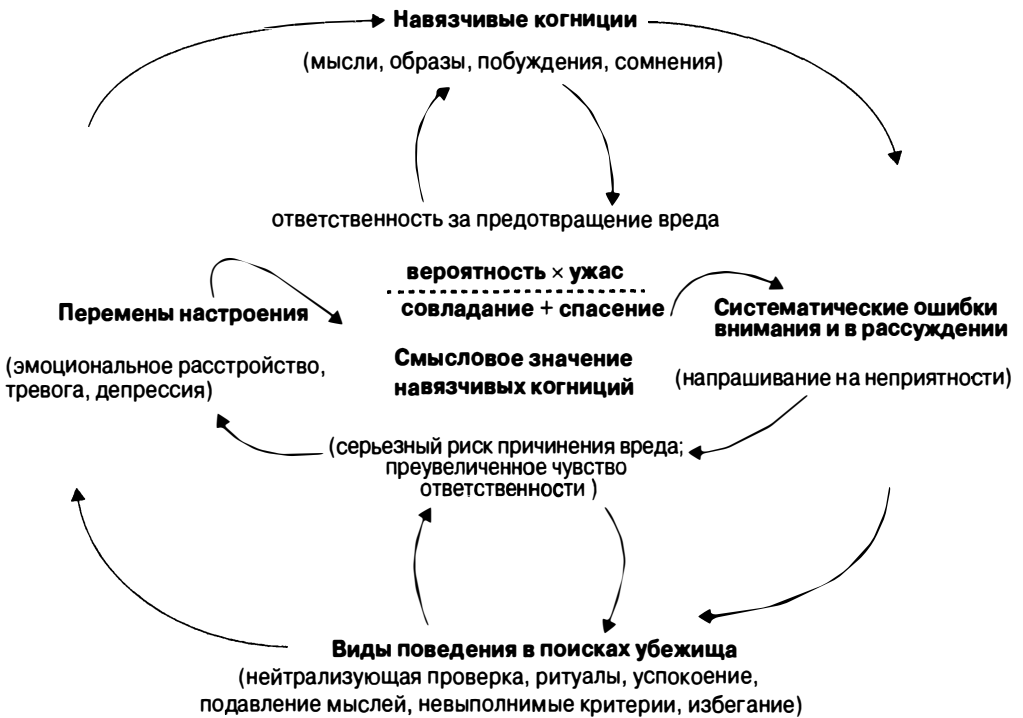 Навязчивые когниции
(мысли, образы, побуждения, сомнения)
ответственность за предотвращение вреда
вероятность × ужас
совладание + спасение
Перемены настроения
(эмоциональное расстройство,
тревога, депрессия)
Смысловое значение
навязчивых когниций
Систематические ошибки
внимания и в рассуждении
(напрашивание на неприятности)
(серьезный риск причинения вреда;
преувеличенное чувство
ответственности )
Виды поведения в поисках убежища
(нейтрализующая проверка, ритуалы, успокоение,
подавление мыслей, невыполнимые критерии, избегание)